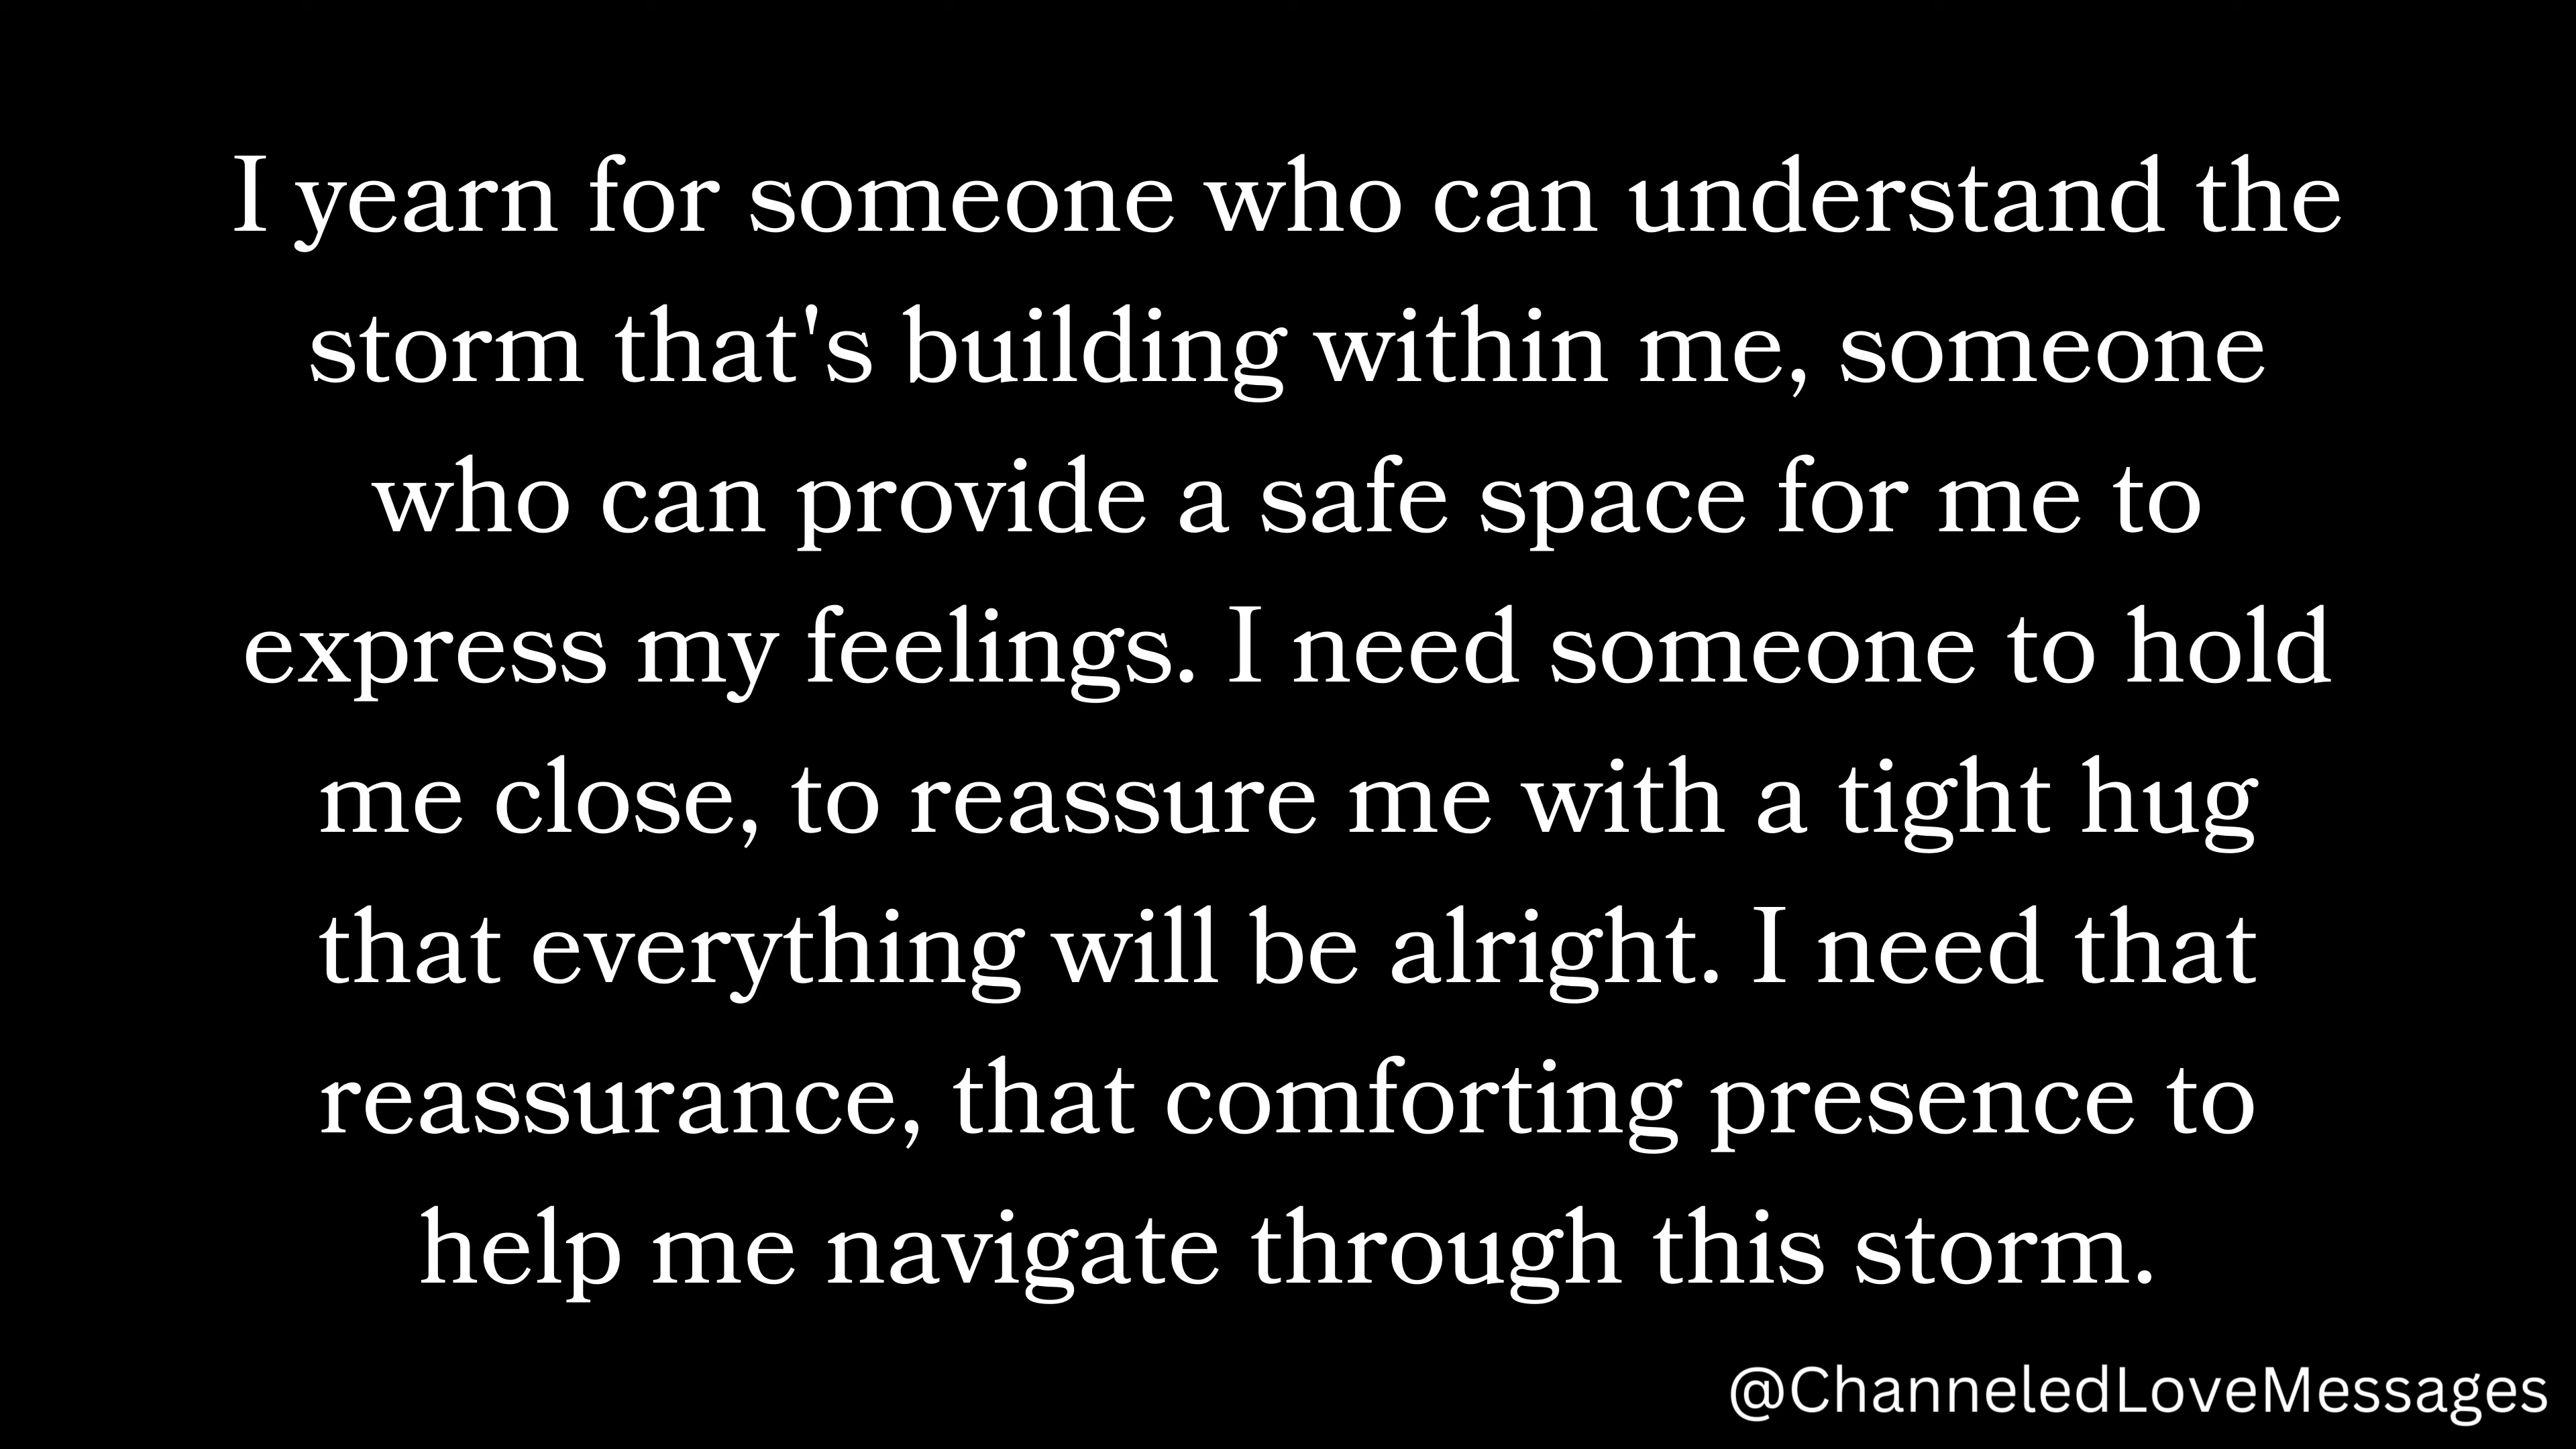 I yearn for someone who can understand the
storm that's building within me, someone
who can provide a safe space for me to
express my feelings. I need someone to hold
me close, to reassure me with a tight hug
that everything will be alright. I need that
reassurance, that comforting presence to
help me navigate through this storm.
@ChanneledLoveMessages